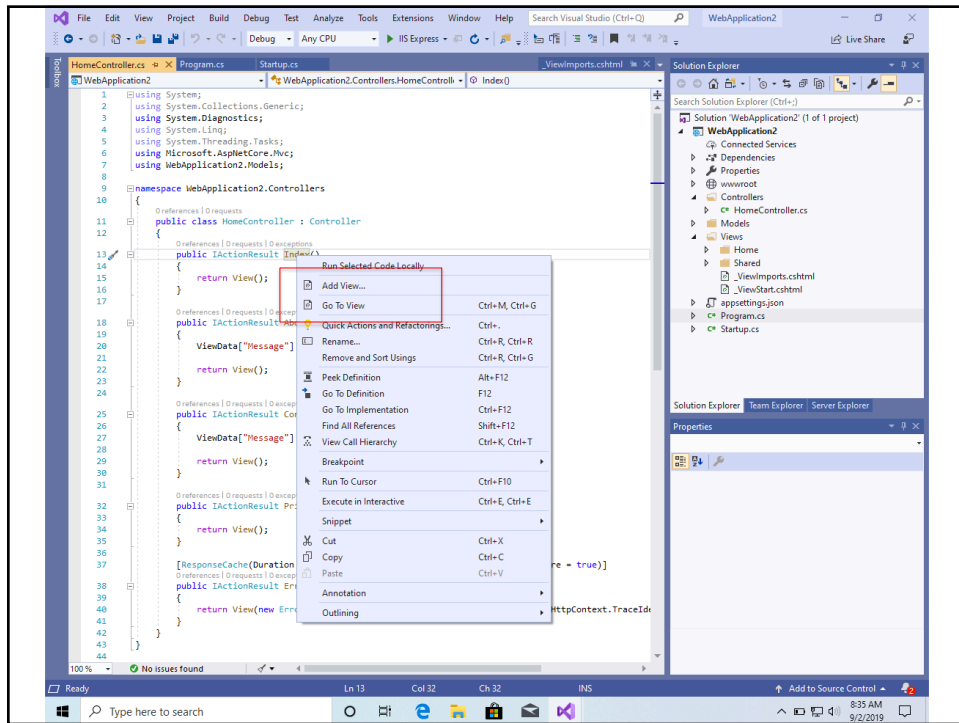 File Edit View Project Build Debug Test Analyze Tools Extensions Window Help Search Visual Studio (Ctrl+Q) WebApplication2
Debug Any CPU IIS Express Live Share
Toolbox
HomeController.cs Program.cs Startup.cs _ViewImports.cshtml
WebApplication2 WebApplication2.Controllers.HomeControlle Index()
1 using System;
2 using System.Collections.Generic;
3 using System.Diagnostics;
4 using System.Linq;
5 using System.Threading.Tasks;
6 using Microsoft.AspNetCore.Mvc;
7 using WebApplication2.Models;
8
9 namespace WebApplication2.Controllers
10 {
0 references | 0 requests
11 public class HomeController : Controller
12 {
0 references | 0 requests | 0 exceptions
13 public IActionResult Index()
14 {
15 return View();
16 }
17
0 references | 0 requests | 0 excep
18 public IActionResult Abo
19 {
20 ViewData["Message"]
21
22 return View();
23 }
24
0 references | 0 requests | 0 excep
25 public IActionResult Con
26 {
27 ViewData["Message"]
28
29 return View();
30 }
31
0 references | 0 requests | 0 excep
32 public IActionResult Pri
33 {
34 return View();
35 }
36
37 [ResponseCache(Duration re = true)]
0 references | 0 requests | 0 excep
38 public IActionResult Err
39 {
40 return View(new Erro HttpContext.TraceIde
41 }
42 }
43 }
44
Run Selected Code Locally
Add View...
Go To View Ctrl+M, Ctrl+G
Quick Actions and Refactorings... Ctrl+.
Rename... Ctrl+R, Ctrl+R
Remove and Sort Usings Ctrl+R, Ctrl+G
Peek Definition Alt+F12
Go To Definition F12
Go To Implementation Ctrl+F12
Find All References Shift+F12
View Call Hierarchy Ctrl+K, Ctrl+T
Breakpoint
Run To Cursor Ctrl+F10
Execute in Interactive Ctrl+E, Ctrl+E
Snippet
Cut Ctrl+X
Copy Ctrl+C
Paste Ctrl+V
Annotation
Outlining
Solution Explorer
Search Solution Explorer (Ctrl+;)
Solution 'WebApplication2' (1 of 1 project)
WebApplication2
Connected Services
Dependencies
Properties
wwwroot
Controllers
C# HomeController.cs
Models
Views
Home
Shared
_ViewImports.cshtml
_ViewStart.cshtml
appsettings.json
C# Program.cs
C# Startup.cs
Solution Explorer Team Explorer Server Explorer
Properties
100 % No issues found
Ready Ln 13 Col 32 Ch 32 INS Add to Source Control 2
Type here to search
8:35 AM
9/2/2019